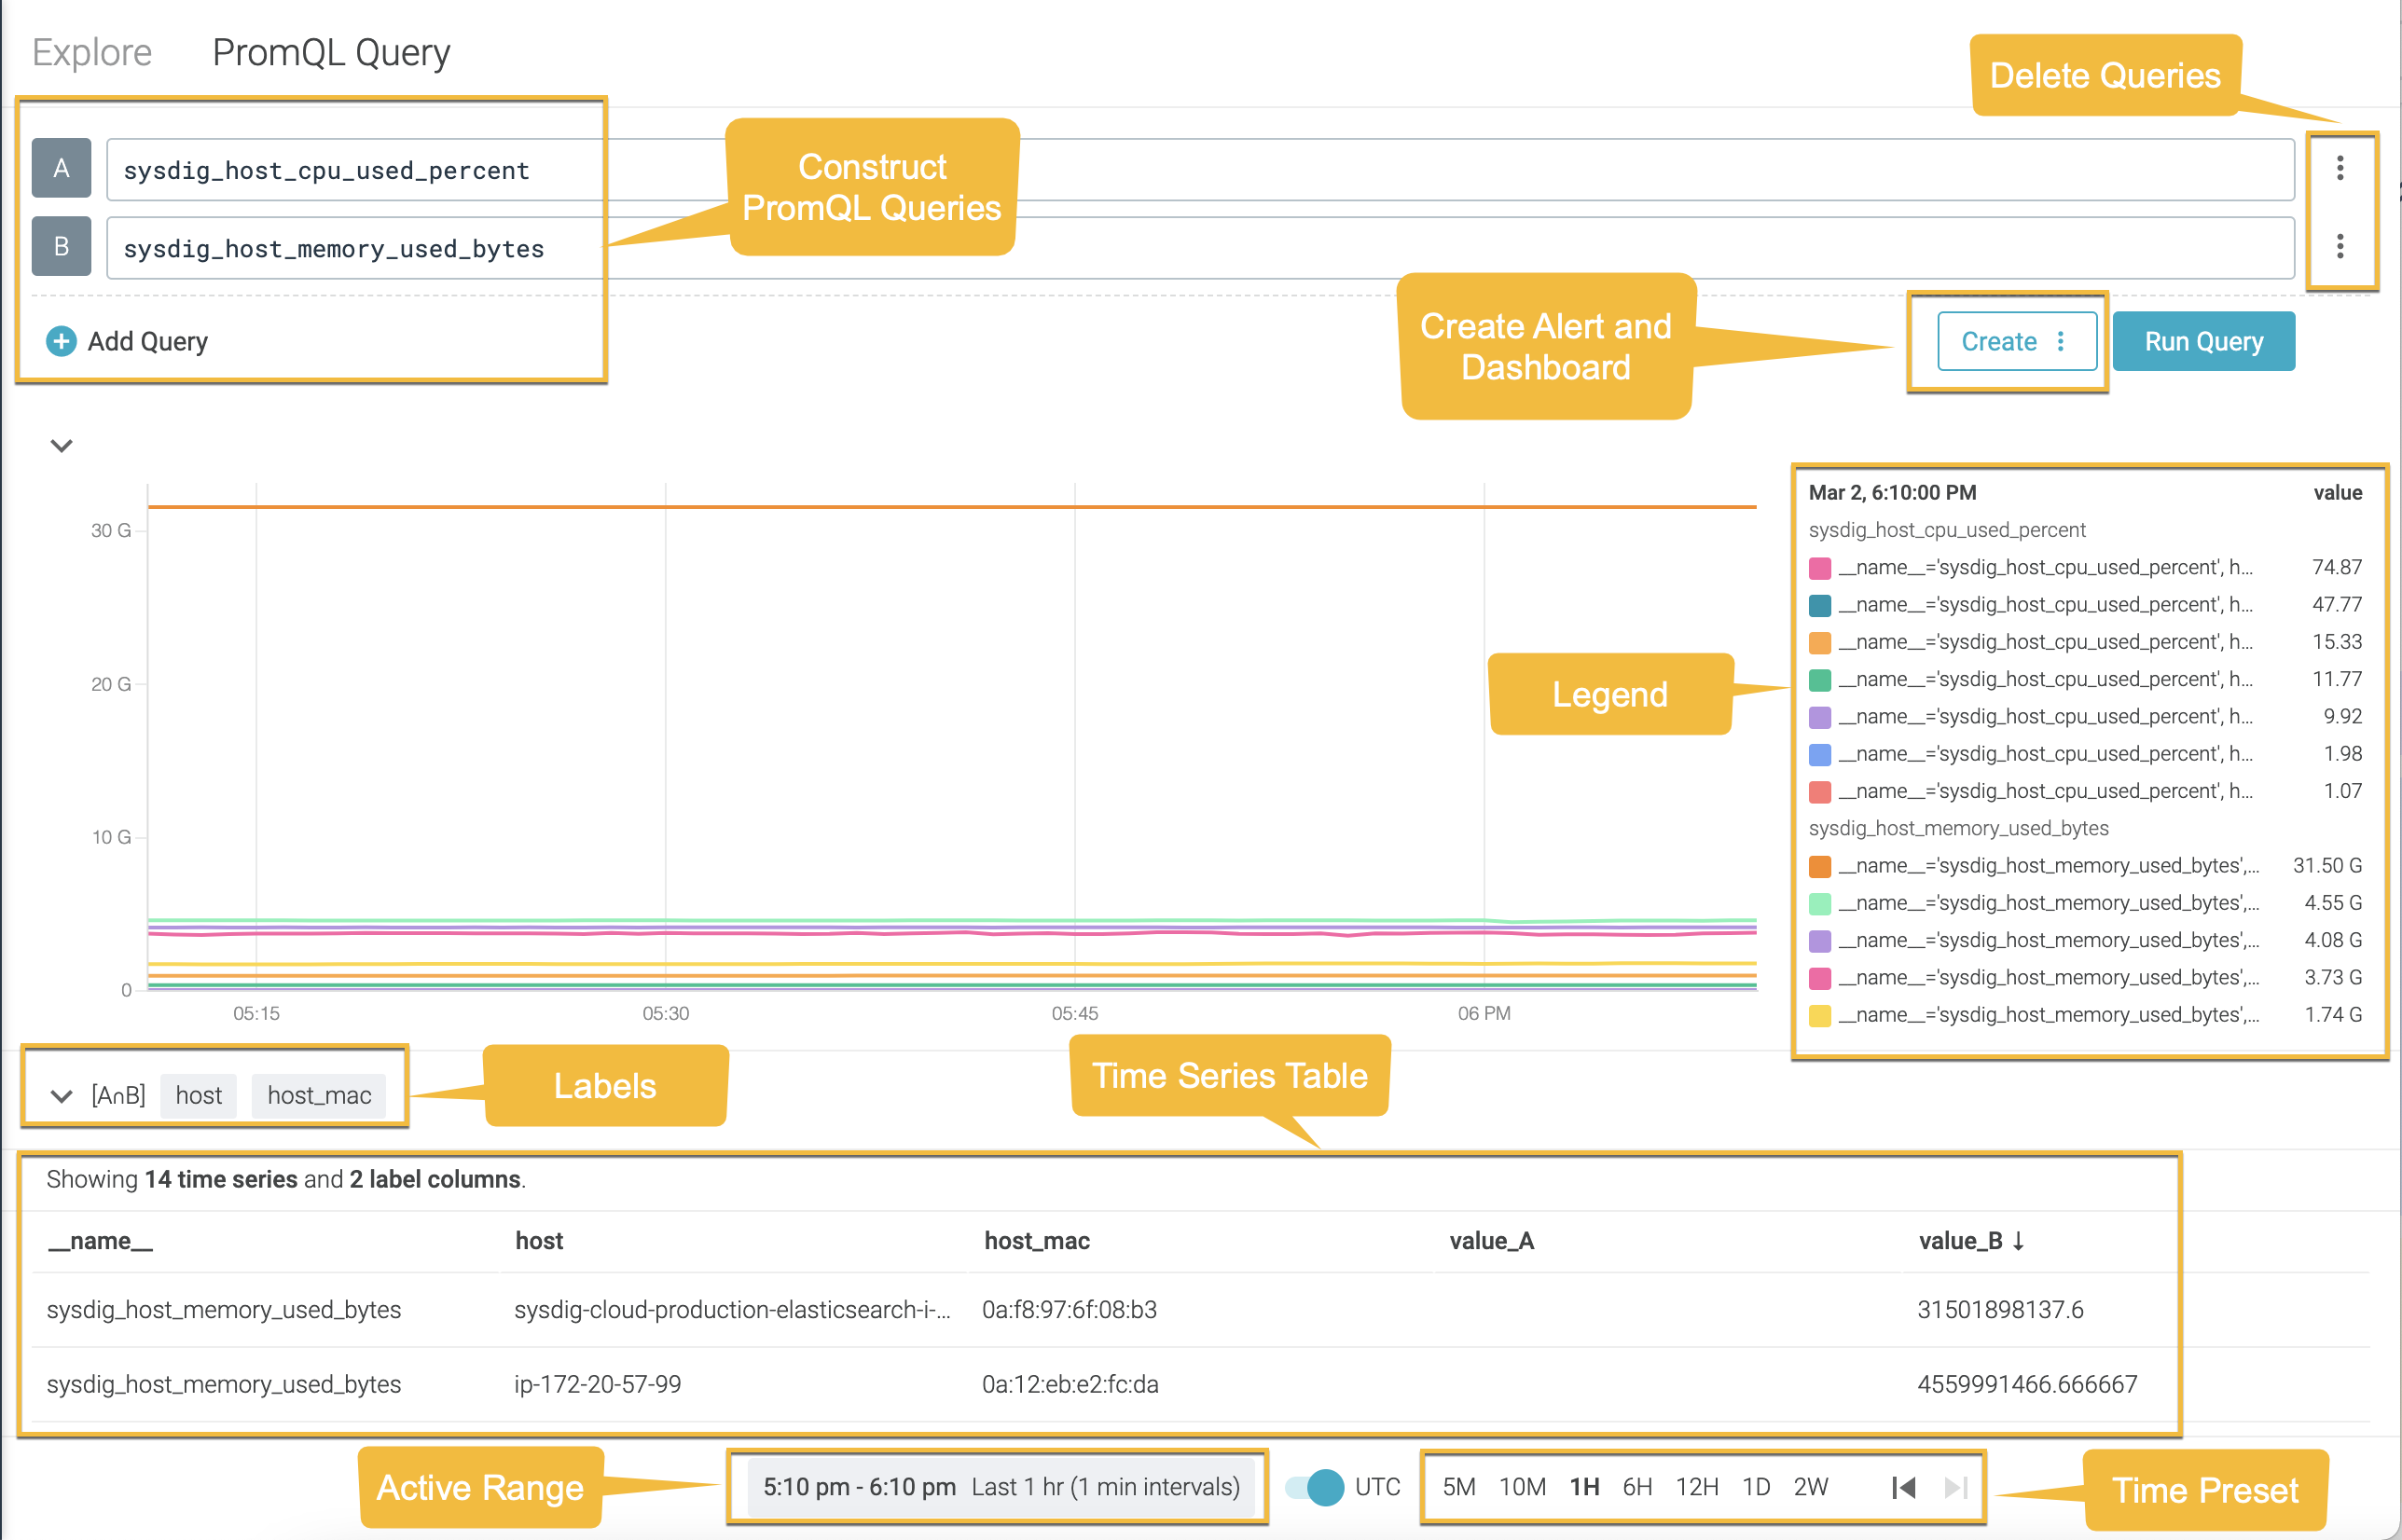 Explore PromQL Query
Delete Queries
A sysdig_host_cpu_used_percent
Construct
PromQL Queries
B sysdig_host_memory_used_bytes
Add Query
Create Alert and
Dashboard
Create
Run Query
30 G
20 G
10 G
0
05:15 05:30 05:45 06 PM
Legend
Mar 2, 6:10:00 PM value
sysdig_host_cpu_used_percent
__name__='sysdig_host_cpu_used_percent', h... 74.87
__name__='sysdig_host_cpu_used_percent', h... 47.77
__name__='sysdig_host_cpu_used_percent', h... 15.33
__name__='sysdig_host_cpu_used_percent', h... 11.77
__name__='sysdig_host_cpu_used_percent', h... 9.92
__name__='sysdig_host_cpu_used_percent', h... 1.98
__name__='sysdig_host_cpu_used_percent', h... 1.07
sysdig_host_memory_used_bytes
__name__='sysdig_host_memory_used_bytes',... 31.50 G
__name__='sysdig_host_memory_used_bytes',... 4.55 G
__name__='sysdig_host_memory_used_bytes',... 4.08 G
__name__='sysdig_host_memory_used_bytes',... 3.73 G
__name__='sysdig_host_memory_used_bytes',... 1.74 G
[A∩B] host host_mac
Labels
Time Series Table
Showing 14 time series and 2 label columns.
__name__ host host_mac value_A value_B ↓
sysdig_host_memory_used_bytes sysdig-cloud-production-elasticsearch-i-... 0a:f8:97:6f:08:b3 31501898137.6
sysdig_host_memory_used_bytes ip-172-20-57-99 0a:12:eb:e2:fc:da 4559991466.666667
Active Range
5:10 pm - 6:10 pm Last 1 hr (1 min intervals) UTC 5M 10M 1H 6H 12H 1D 2W
Time Preset